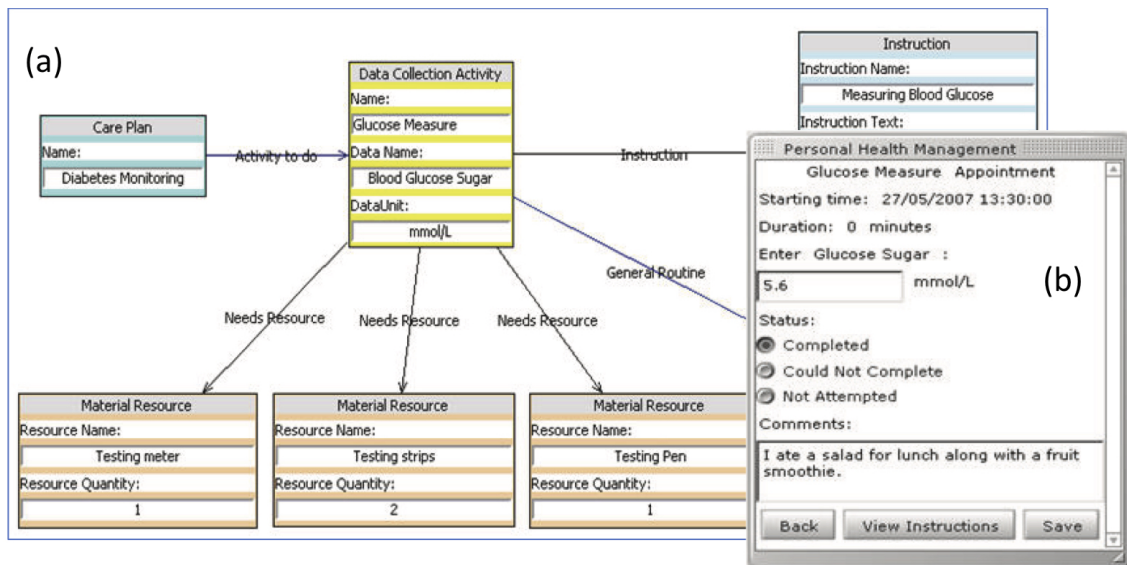 (a)
Care Plan
Name:
Diabetes Monitoring
Activity to do
Data Collection Activity
Name:
Glucose Measure
Data Name:
Blood Glucose Sugar
DataUnit:
mmol/L
Instruction
General Routine
Instruction
Instruction Name:
Measuring Blood Glucose
Instruction Text:
Needs Resource
Needs Resource
Needs Resource
Material Resource
Resource Name:
Testing meter
Resource Quantity:
1
Material Resource
Resource Name:
Testing strips
Resource Quantity:
2
Material Resource
Resource Name:
Testing Pen
Resource Quantity:
1
Personal Health Management
Glucose Measure Appointment
Starting time: 27/05/2007 13:30:00
Duration: 0 minutes
Enter Glucose Sugar :
5.6 mmol/L
(b)
Status:
Completed
Could Not Complete
Not Attempted
Comments:
I ate a salad for lunch along with a fruit
smoothie.
Back View Instructions Save